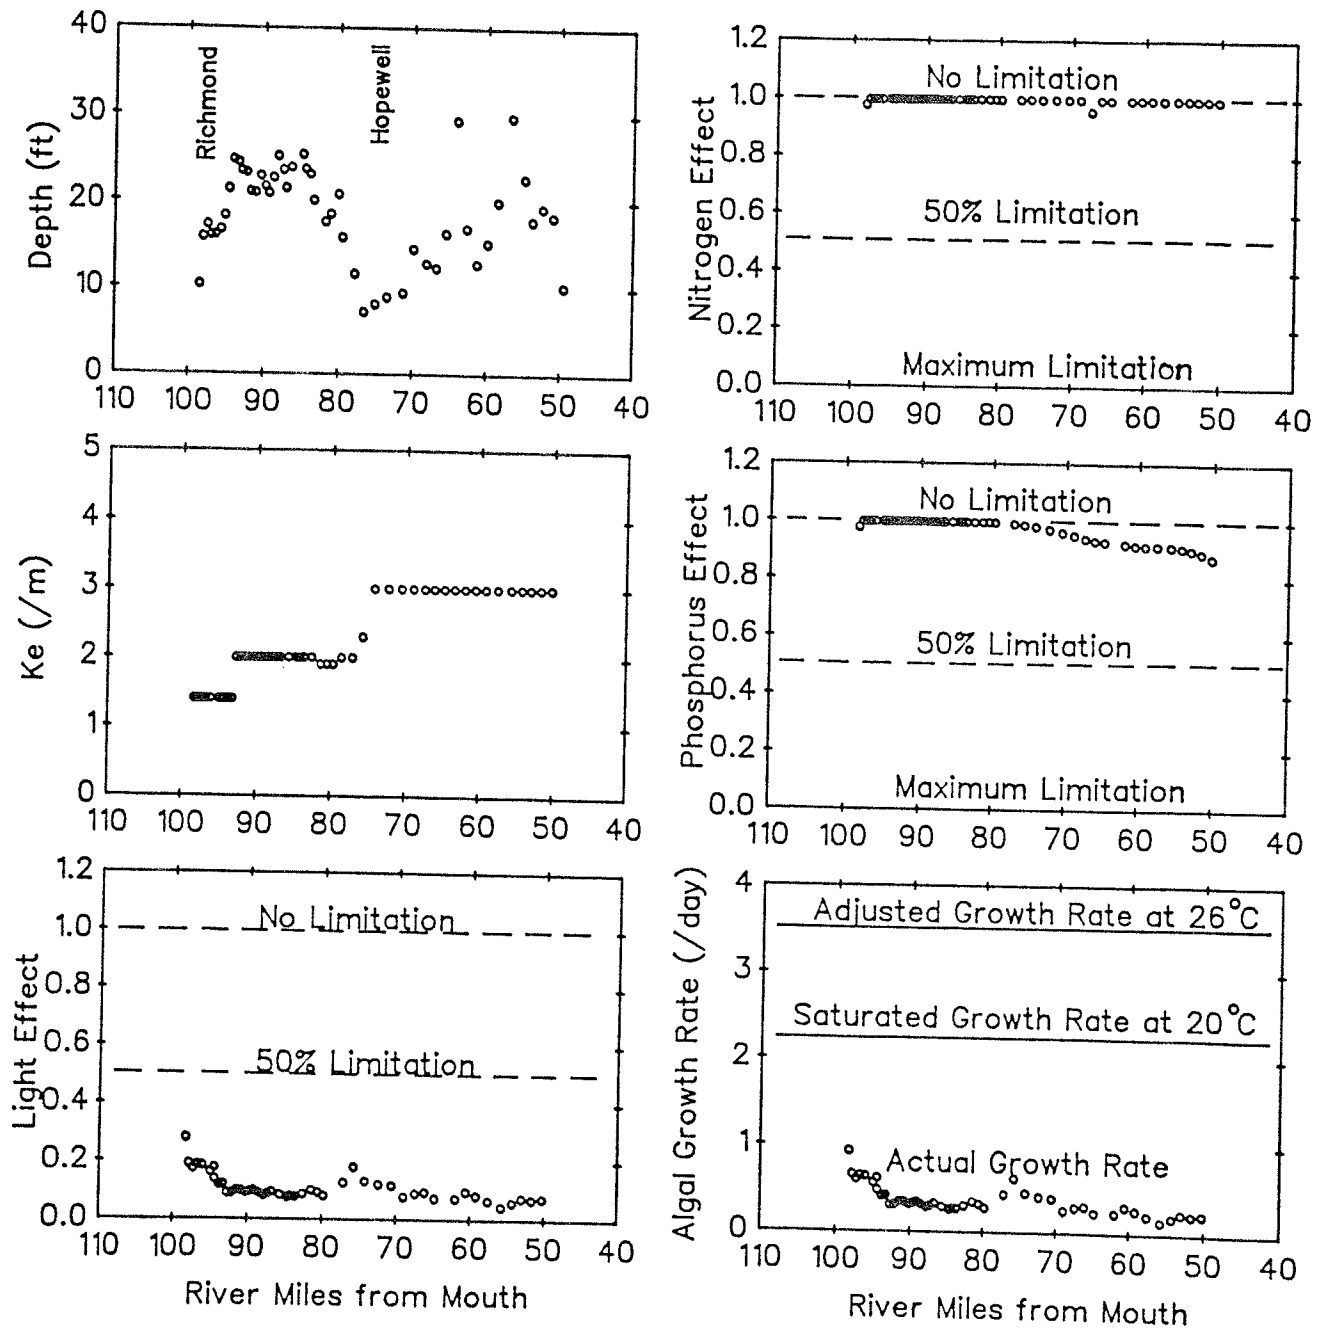 40
30
20
10
0
Depth (ft)
Richmond
Hopewell
110 100 90 80 70 60 50 40
1.2
1.0
0.8
0.6
0.4
0.2
0.0
Nitrogen Effect
No Limitation
50% Limitation
Maximum Limitation
110 100 90 80 70 60 50 40
5
4
3
2
1
0
Ke (/m)
110 100 90 80 70 60 50 40
1.2
1.0
0.8
0.6
0.4
0.2
0.0
Phosphorus Effect
No Limitation
50% Limitation
Maximum Limitation
110 100 90 80 70 60 50 40
1.2
1.0
0.8
0.6
0.4
0.2
0.0
Light Effect
No Limitation
50% Limitation
110 100 90 80 70 60 50 40
River Miles from Mouth
4
3
2
1
0
Algal Growth Rate (/day)
Adjusted Growth Rate at 26°C
Saturated Growth Rate at 20°C
Actual Growth Rate
110 100 90 80 70 60 50 40
River Miles from Mouth